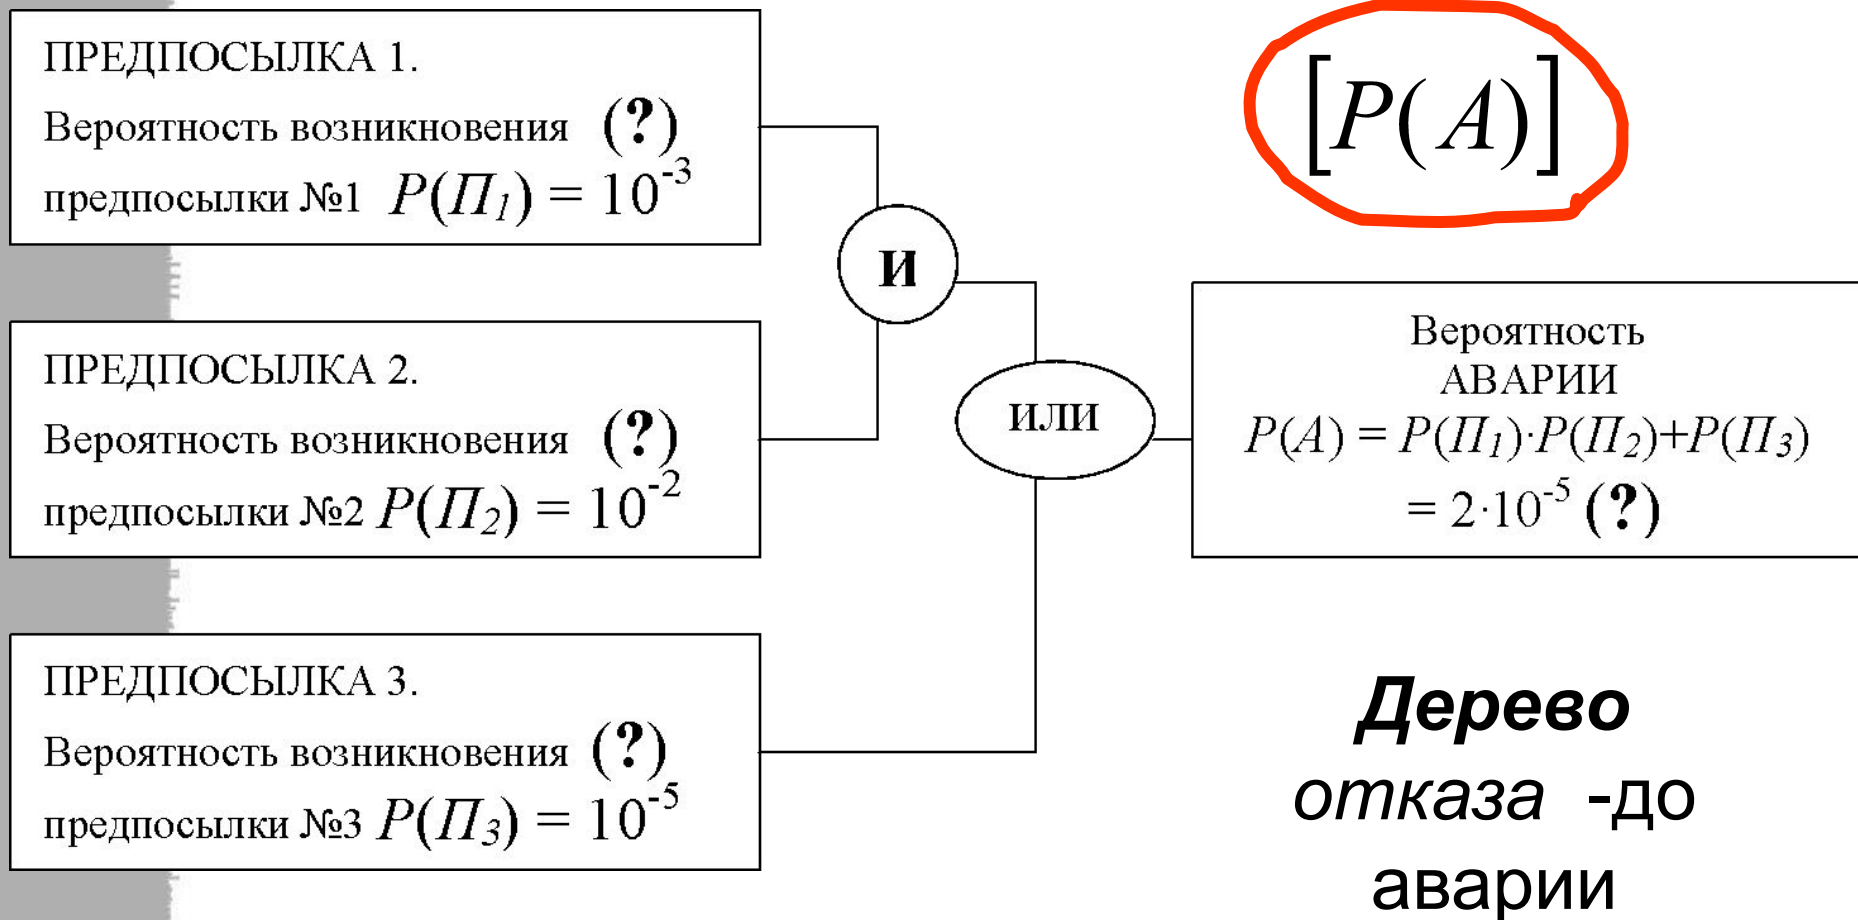 ПРЕДПОСЫЛКА 1.
Вероятность возникновения (?)
предпосылки №1 P(П₁) = 10⁻³
ПРЕДПОСЫЛКА 2.
Вероятность возникновения (?)
предпосылки №2 P(П₂) = 10⁻²
ПРЕДПОСЫЛКА 3.
Вероятность возникновения (?)
предпосылки №3 P(П₃) = 10⁻⁵
И
ИЛИ
[P(A)]
Вероятность
АВАРИИ
P(A) = P(П₁)·P(П₂)+P(П₃)
= 2·10⁻⁵ (?)
Дерево
отказа -до
аварии